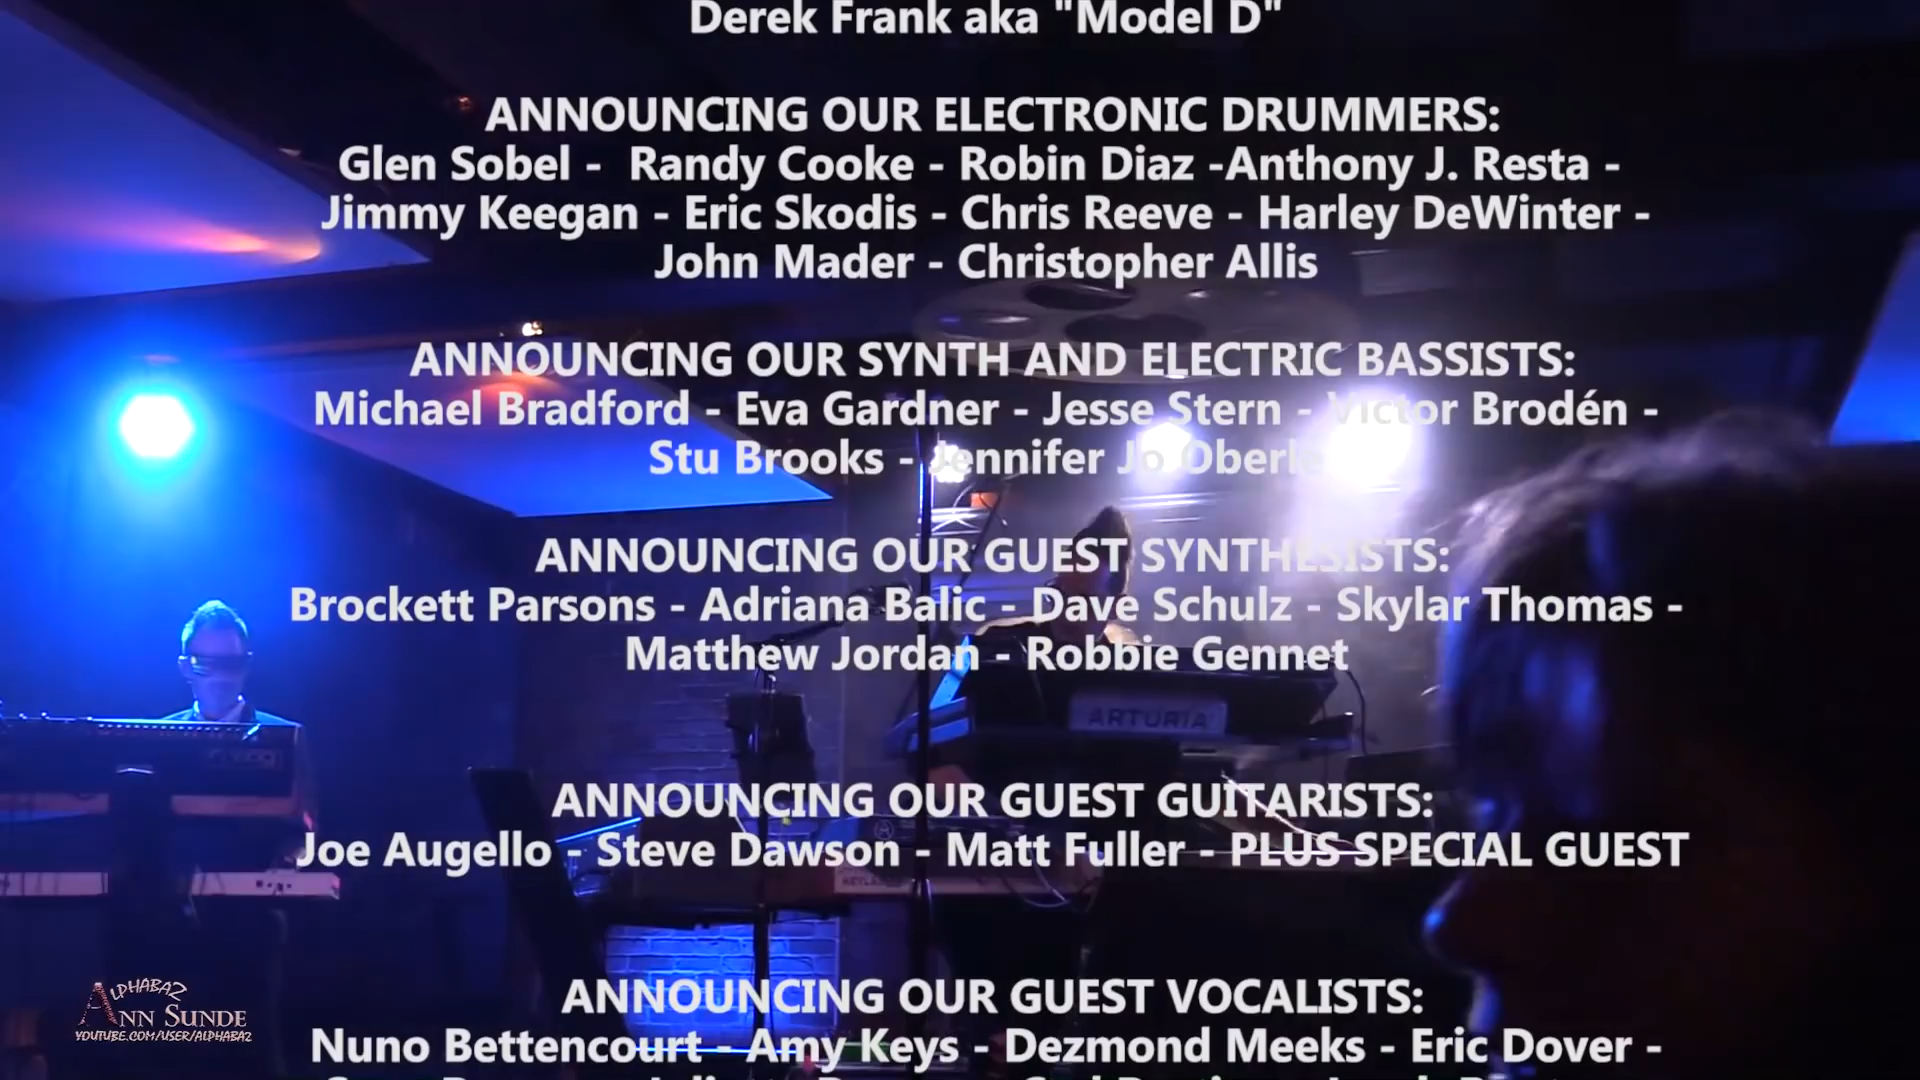 Derek Frank aka "Model D"
ANNOUNCING OUR ELECTRONIC DRUMMERS:
Glen Sobel -  Randy Cooke - Robin Diaz -Anthony J. Resta -
Jimmy Keegan - Eric Skodis - Chris Reeve - Harley DeWinter -
John Mader - Christopher Allis
ANNOUNCING OUR SYNTH AND ELECTRIC BASSISTS:
Michael Bradford - Eva Gardner - Jesse Stern - Victor Brodén -
Stu Brooks - Jennifer Jo Oberle
ANNOUNCING OUR GUEST SYNTHESISTS:
Brockett Parsons - Adriana Balic - Dave Schulz - Skylar Thomas -
Matthew Jordan - Robbie Gennet
ARTURIA
moog
ANNOUNCING OUR GUEST GUITARISTS:
Joe Augello - Steve Dawson - Matt Fuller - PLUS SPECIAL GUEST
ANNOUNCING OUR GUEST VOCALISTS:
Nuno Bettencourt - Amy Keys - Dezmond Meeks - Eric Dover -
ALPHABAZ
ANN SUNDE
YOUTUBE.COM/USER/ALPHABAZ